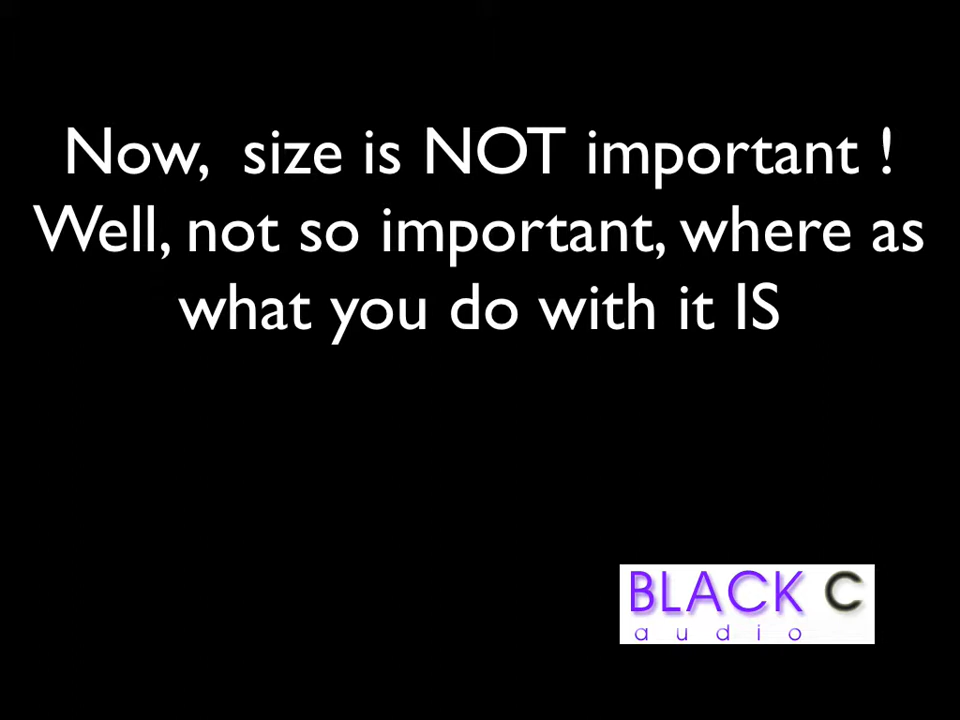 Now, size is NOT important !
Well, not so important, where as
what you do with it IS
BLACK C
audio